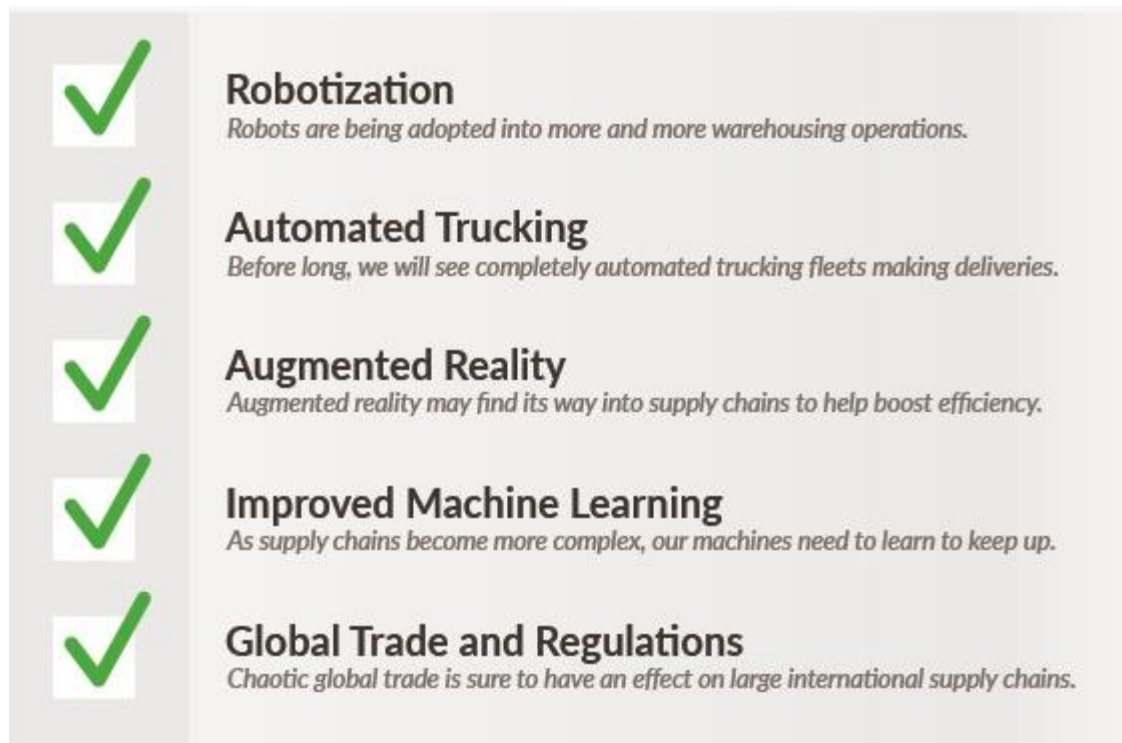 Robotization
Robots are being adopted into more and more warehousing operations.
Automated Trucking
Before long, we will see completely automated trucking fleets making deliveries.
Augmented Reality
Augmented reality may find its way into supply chains to help boost efficiency.
Improved Machine Learning
As supply chains become more complex, our machines need to learn to keep up.
Global Trade and Regulations
Chaotic global trade is sure to have an effect on large international supply chains.